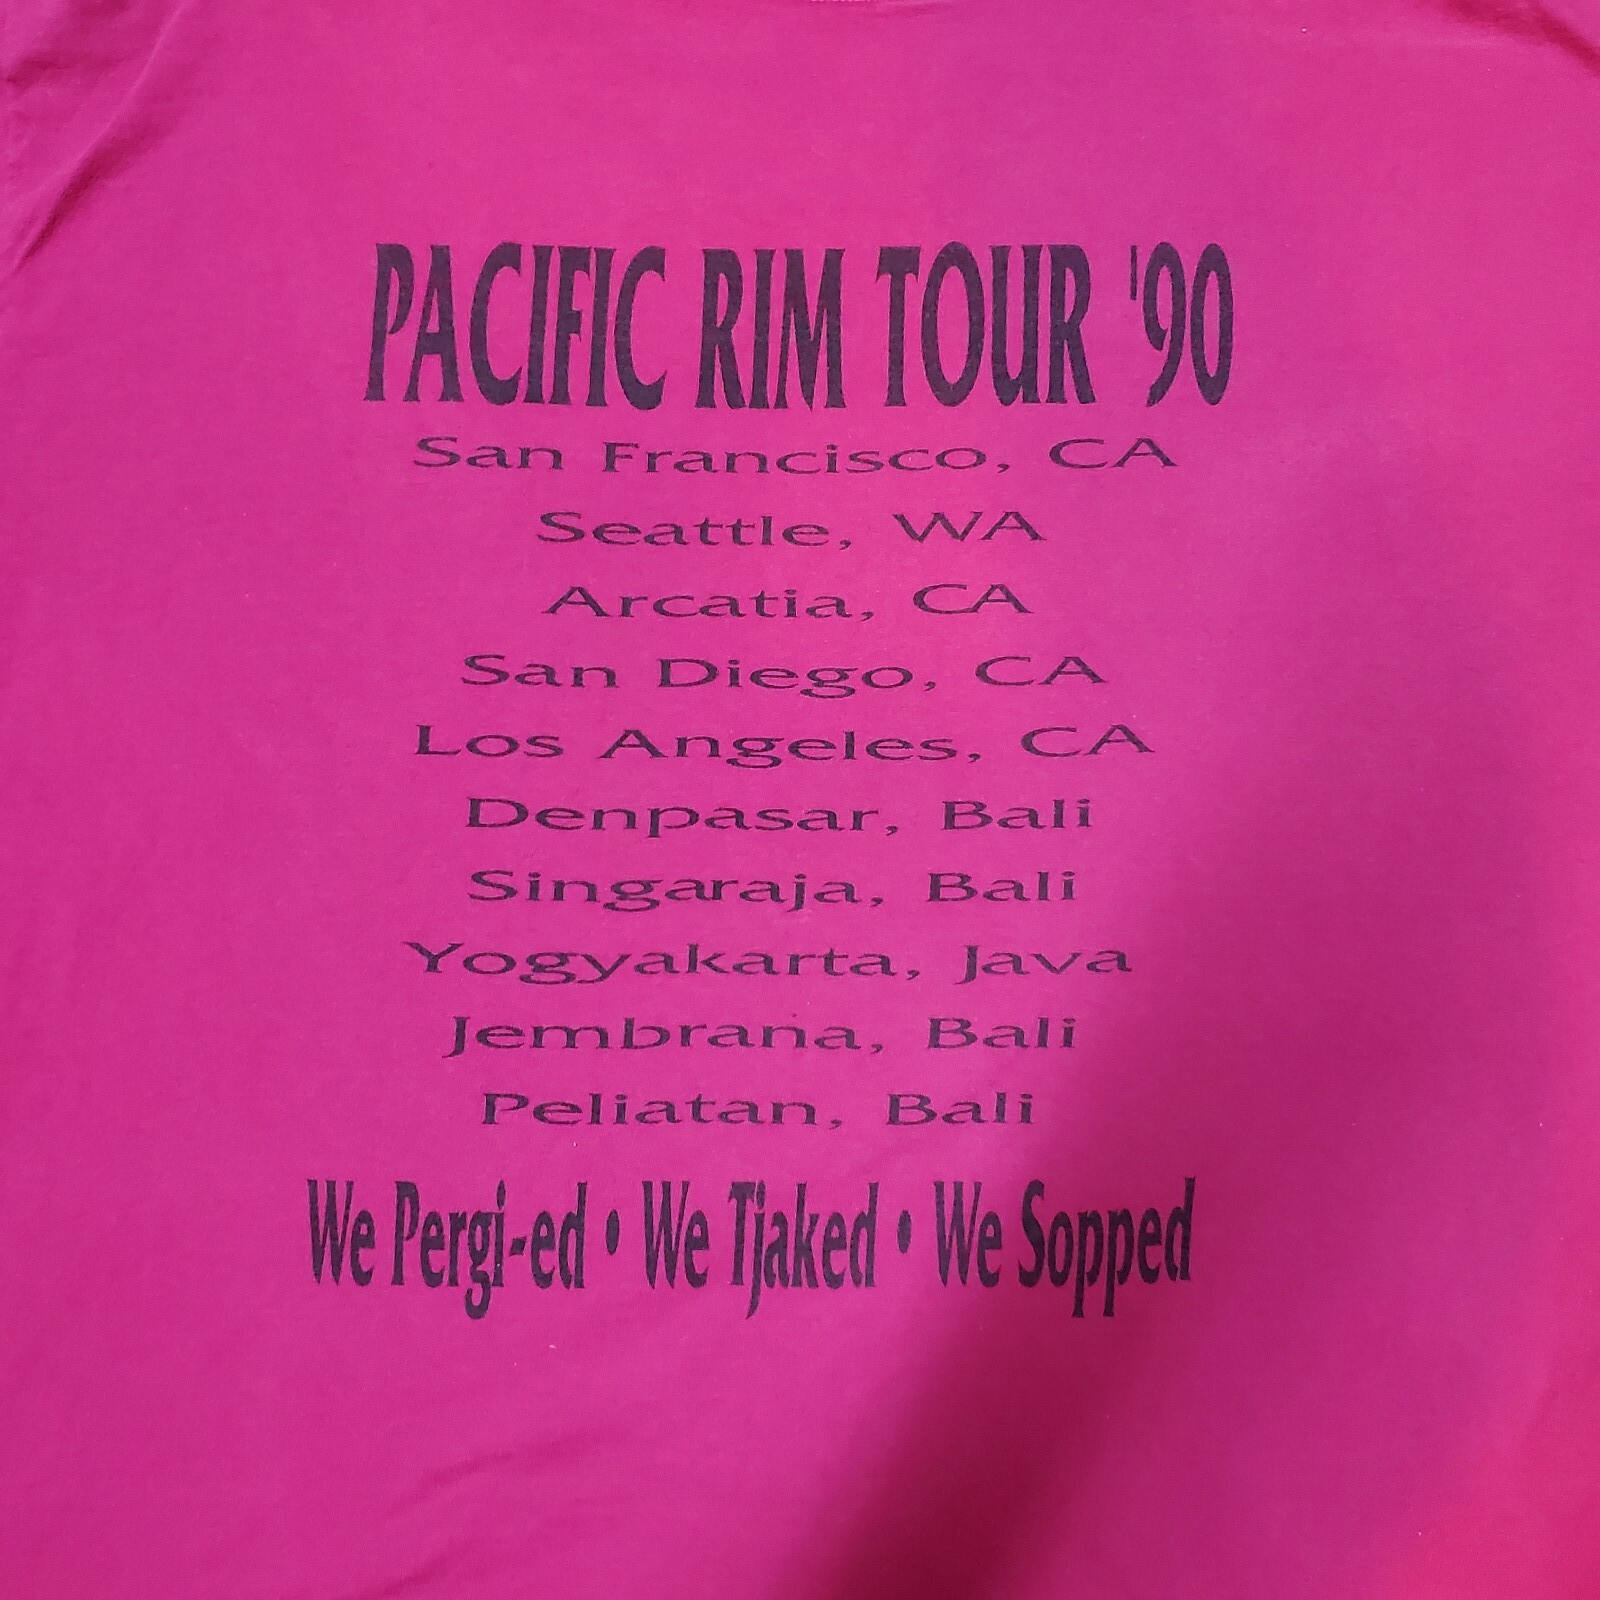 PACIFIC RIM TOUR '90
San Francisco, CA
Seattle, WA
Arcatia, CA
San Diego, CA
Los Angeles, CA
Denpasar, Bali
Singaraja, Bali
Yogyakarta, Java
Jembrana, Bali
Peliatan, Bali
We Pergi-ed • We Tjaked • We Sopped